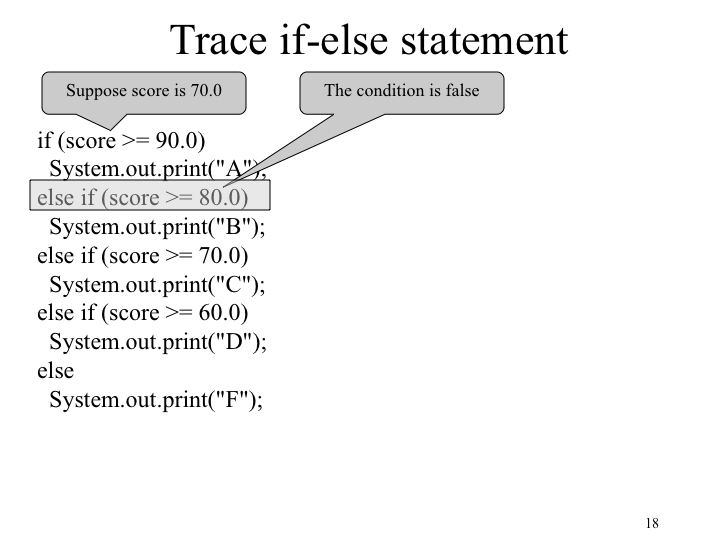 Trace if-else statement
Suppose score is 70.0
The condition is false
if (score >= 90.0)
System.out.print("A");
else if (score >= 80.0)
System.out.print("B");
else if (score >= 70.0)
System.out.print("C");
else if (score >= 60.0)
System.out.print("D");
else
System.out.print("F");
18